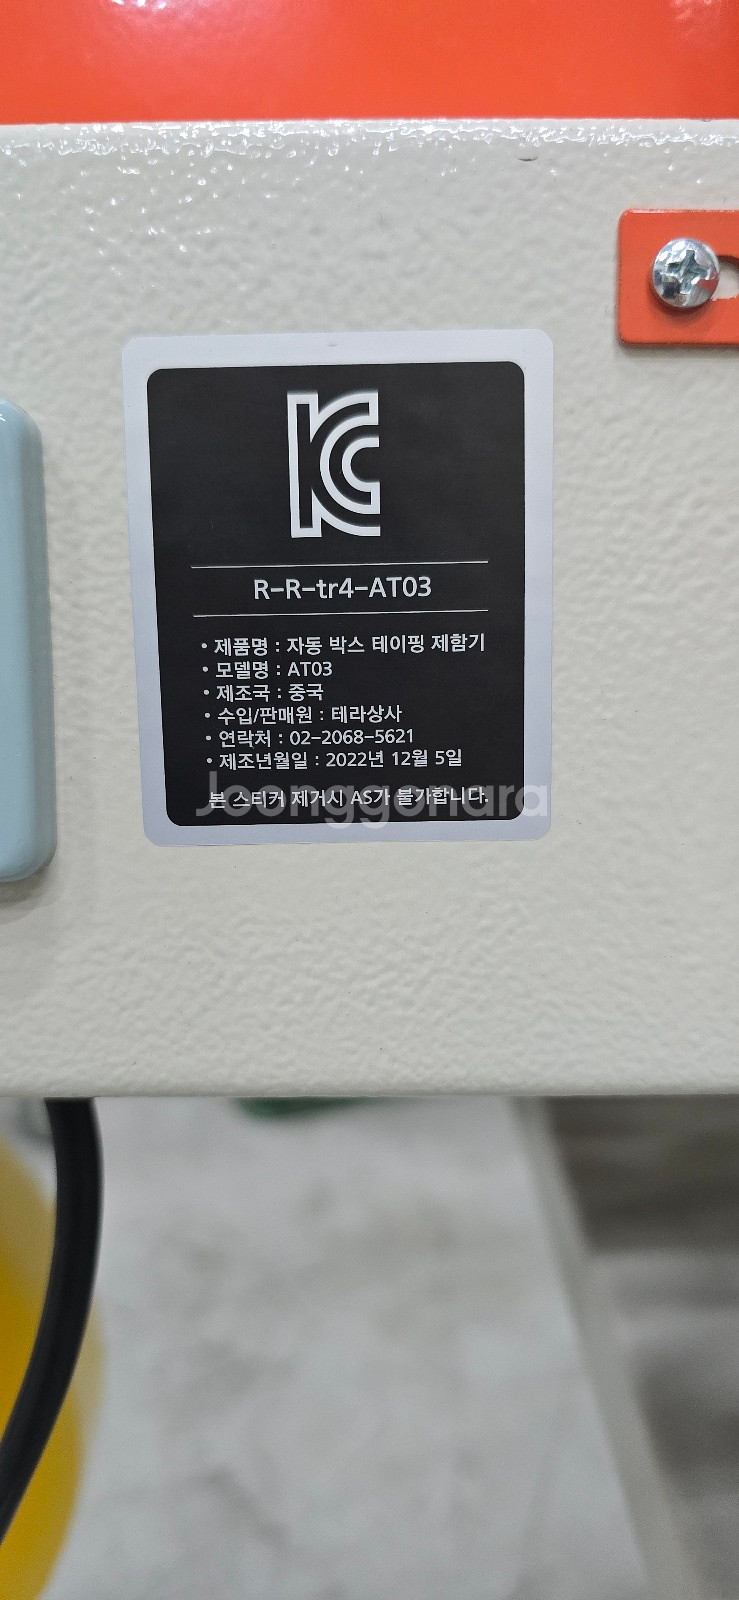 KC
R-R-tr4-AT03
• 제품명 : 자동 박스 테이핑 제함기
• 모델명 : AT03
• 제조국 : 중국
• 수입/판매원 : 테라상사
• 연락처 : 02-2068-5621
• 제조년월일 : 2022년 12월 5일
본 스티커 제거시 AS가 불가합니다.
Joonggonara